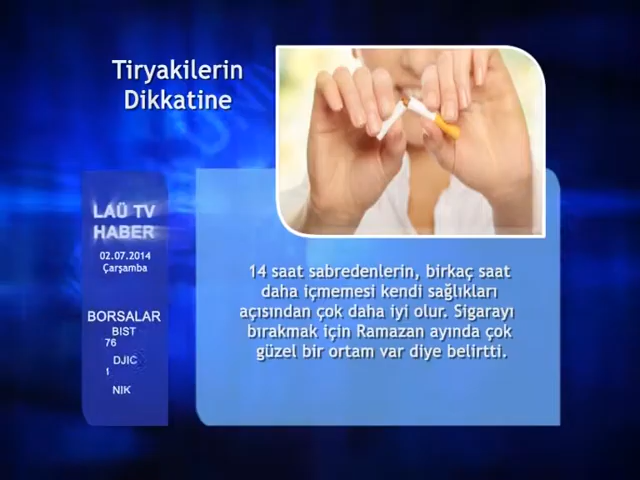 Tiryakilerin
Dikkatine
LAÜ TV
HABER
02.07.2014
Çarşamba
BORSALAR
BIST
76
DJIC
1
NIK
14 saat sabredenlerin, birkaç saat
daha içmemesi kendi sağlıkları
açısından çok daha iyi olur. Sigarayı
bırakmak için Ramazan ayında çok
güzel bir ortam var diye belirtti.